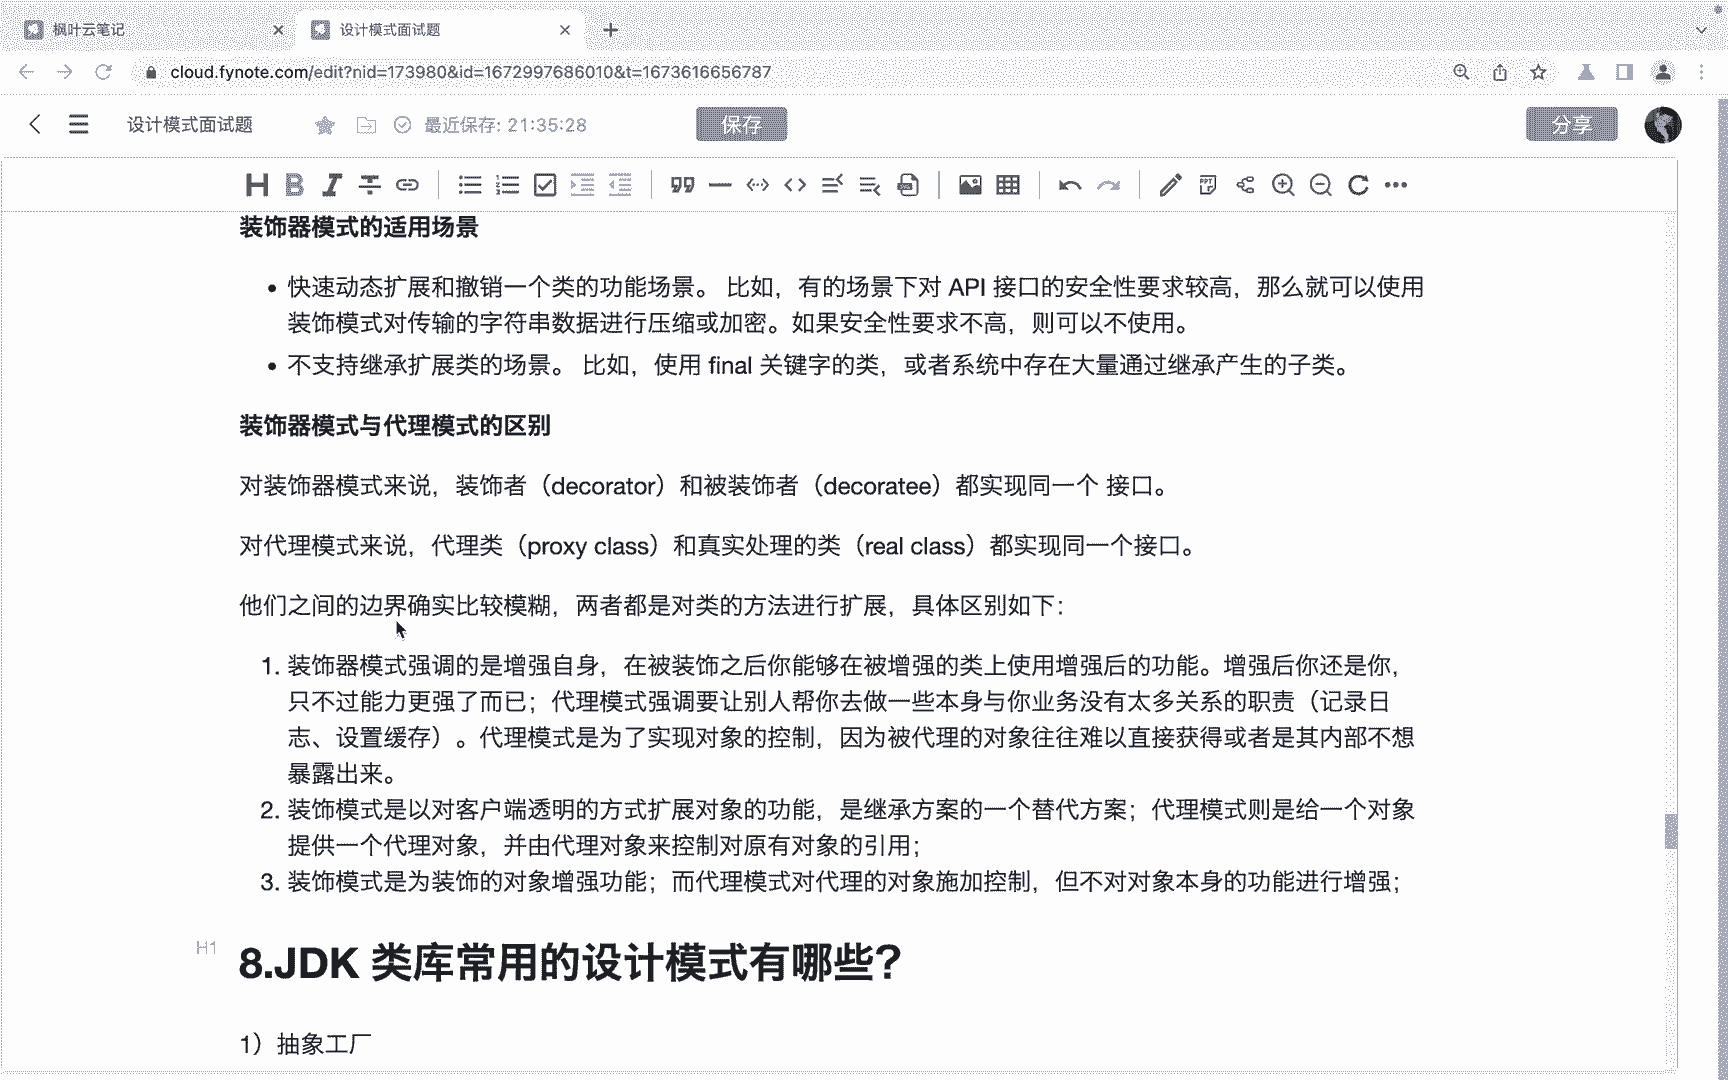 枫叶云笔记
设计模式面试题
cloud.fynote.com/edit?nid=173980&id=1672997686010&t=1673616656787
设计模式面试题
最近保存: 21:35:28
保存
分享
装饰器模式的适用场景
• 快速动态扩展和撤销一个类的功能场景。 比如，有的场景下对 API 接口的安全性要求较高，那么就可以使用
装饰模式对传输的字符串数据进行压缩或加密。如果安全性要求不高，则可以不使用。
• 不支持继承扩展类的场景。 比如，使用 final 关键字的类，或者系统中存在大量通过继承产生的子类。
装饰器模式与代理模式的区别
对装饰器模式来说，装饰者（decorator）和被装饰者（decoratee）都实现同一个 接口。
对代理模式来说，代理类（proxy class）和真实处理的类（real class）都实现同一个接口。
他们之间的边界确实比较模糊，两者都是对类的方法进行扩展，具体区别如下：
1. 装饰器模式强调的是增强自身，在被装饰之后你能够在被增强的类上使用增强后的功能。增强后你还是你，
只不过能力更强了而已；代理模式强调要让别人帮你去做一些本身与你业务没有太多关系的职责（记录日
志、设置缓存）。代理模式是为了实现对象的控制，因为被代理的对象往往难以直接获得或者是其内部不想
暴露出来。
2. 装饰模式是以对客户端透明的方式扩展对象的功能，是继承方案的一个替代方案；代理模式则是给一个对象
提供一个代理对象，并由代理对象来控制对原有对象的引用；
3. 装饰模式是为装饰的对象增强功能；而代理模式对代理的对象施加控制，但不对对象本身的功能进行增强；
H1
8.JDK 类库常用的设计模式有哪些？
1）抽象工厂